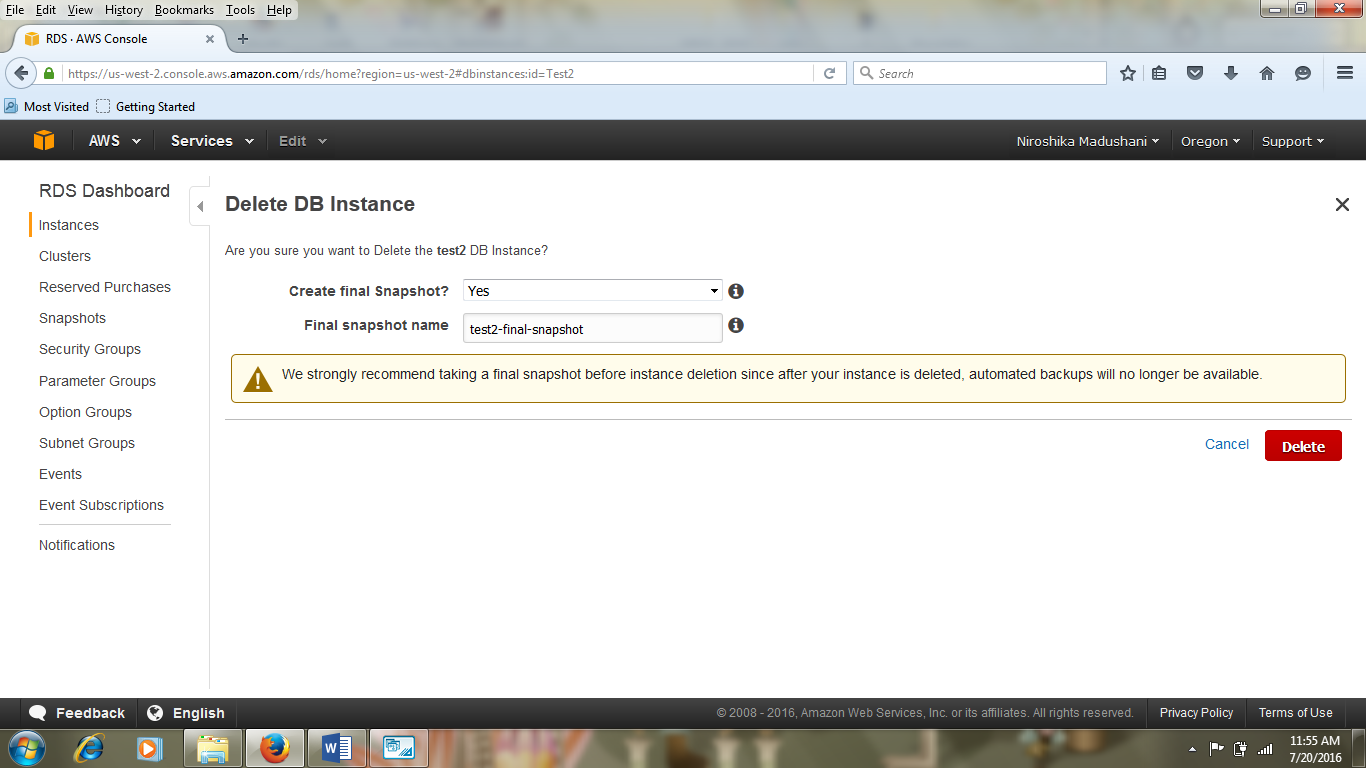 File Edit View History Bookmarks Tools Help
RDS · AWS Console
https://us-west-2.console.aws.amazon.com/rds/home?region=us-west-2#dbinstances:id=Test2
Search
Most Visited Getting Started
AWS Services Edit Niroshika Madushani Oregon Support
RDS Dashboard
Instances
Clusters
Reserved Purchases
Snapshots
Security Groups
Parameter Groups
Option Groups
Subnet Groups
Events
Event Subscriptions
Notifications
Delete DB Instance
Are you sure you want to Delete the test2 DB Instance?
Create final Snapshot? Yes
Final snapshot name test2-final-snapshot
We strongly recommend taking a final snapshot before instance deletion since after your instance is deleted, automated backups will no longer be available.
Cancel Delete
Feedback English © 2008 - 2016, Amazon Web Services, Inc. or its affiliates. All rights reserved. Privacy Policy Terms of Use
11:55 AM
7/20/2016